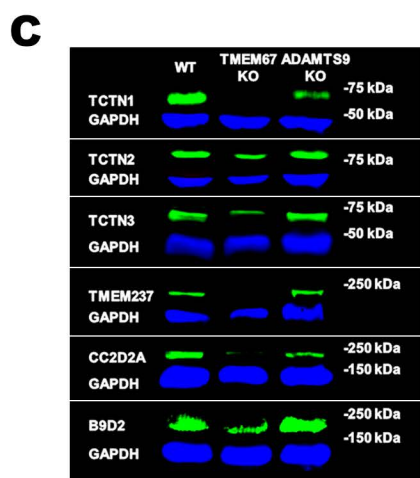 C
WT TMEM67 KO ADAMTS9 KO
TCTN1 -75 kDa
GAPDH -50 kDa
TCTN2 -75 kDa
GAPDH
TCTN3 -75 kDa
-50 kDa
GAPDH
TMEM237 -250 kDa
GAPDH
CC2D2A -250 kDa
GAPDH -150 kDa
B9D2 -250 kDa
-150 kDa
GAPDH